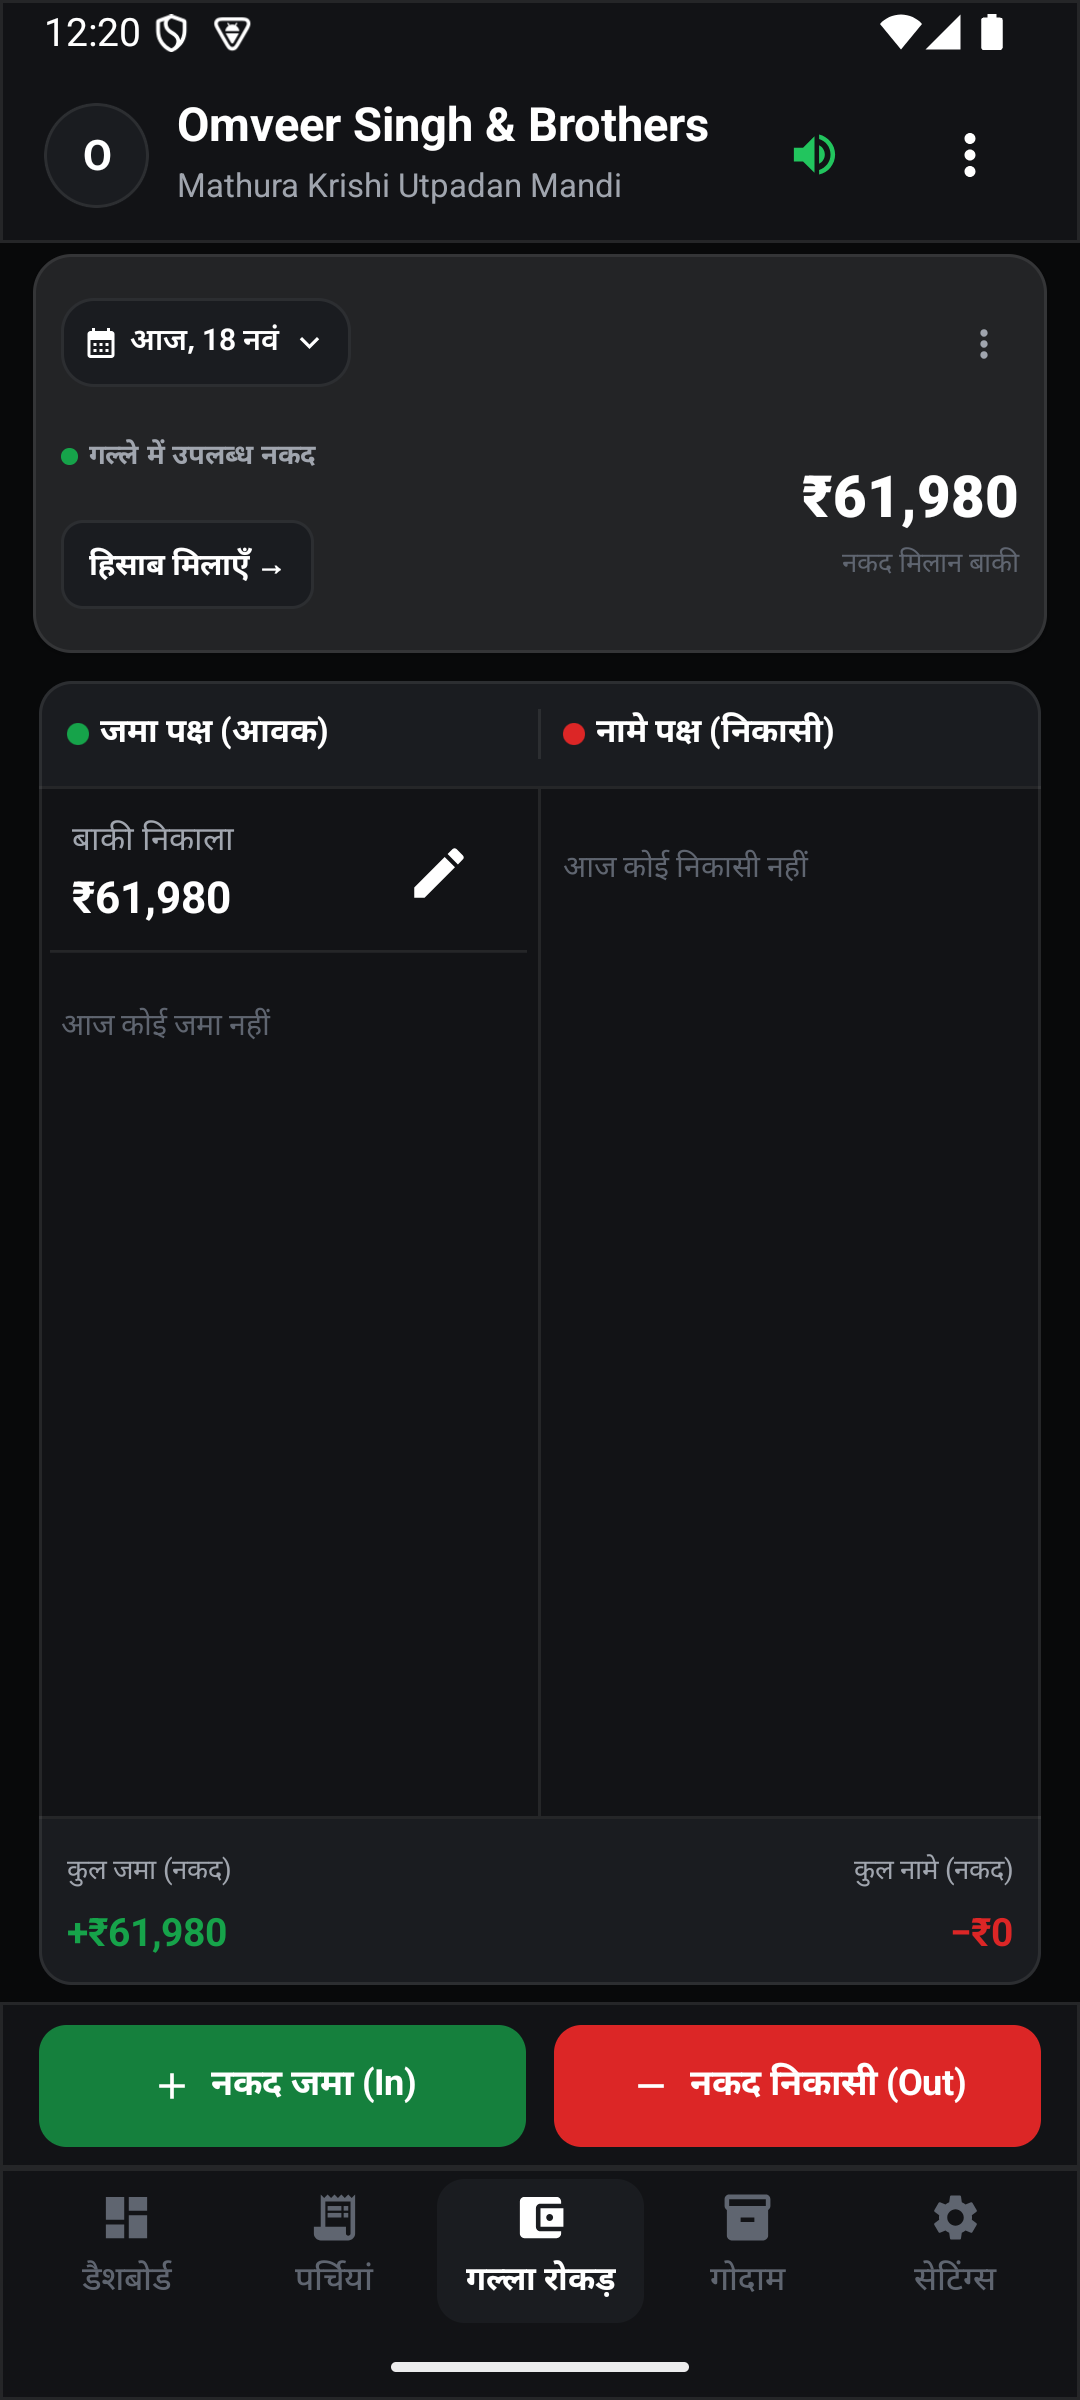 12:20
O
Omveer Singh & Brothers
Mathura Krishi Utpadan Mandi
आज, 18 नवं
गल्ले में उपलब्ध नकद
₹61,980
हिसाब मिलाएँ →
नकद मिलान बाकी
जमा पक्ष (आवक)
नामे पक्ष (निकासी)
बाकी निकाला
₹61,980
आज कोई निकासी नहीं
आज कोई जमा नहीं
कुल जमा (नकद)
कुल नामे (नकद)
+₹61,980
−₹0
+ नकद जमा (In)
− नकद निकासी (Out)
डैशबोर्ड
पर्चियां
गल्ला रोकड़
गोदाम
सेटिंग्स